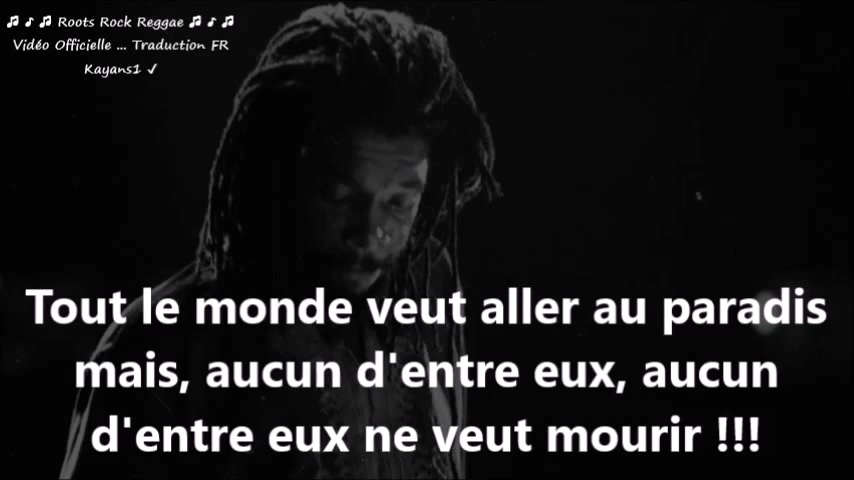 ♫ ♪ ♫ Roots Rock Reggae ♫ ♪ ♫
Vidéo Officielle ... Traduction FR
Kayans1 ✓
Tout le monde veut aller au paradis
mais, aucun d'entre eux, aucun
d'entre eux ne veut mourir !!!